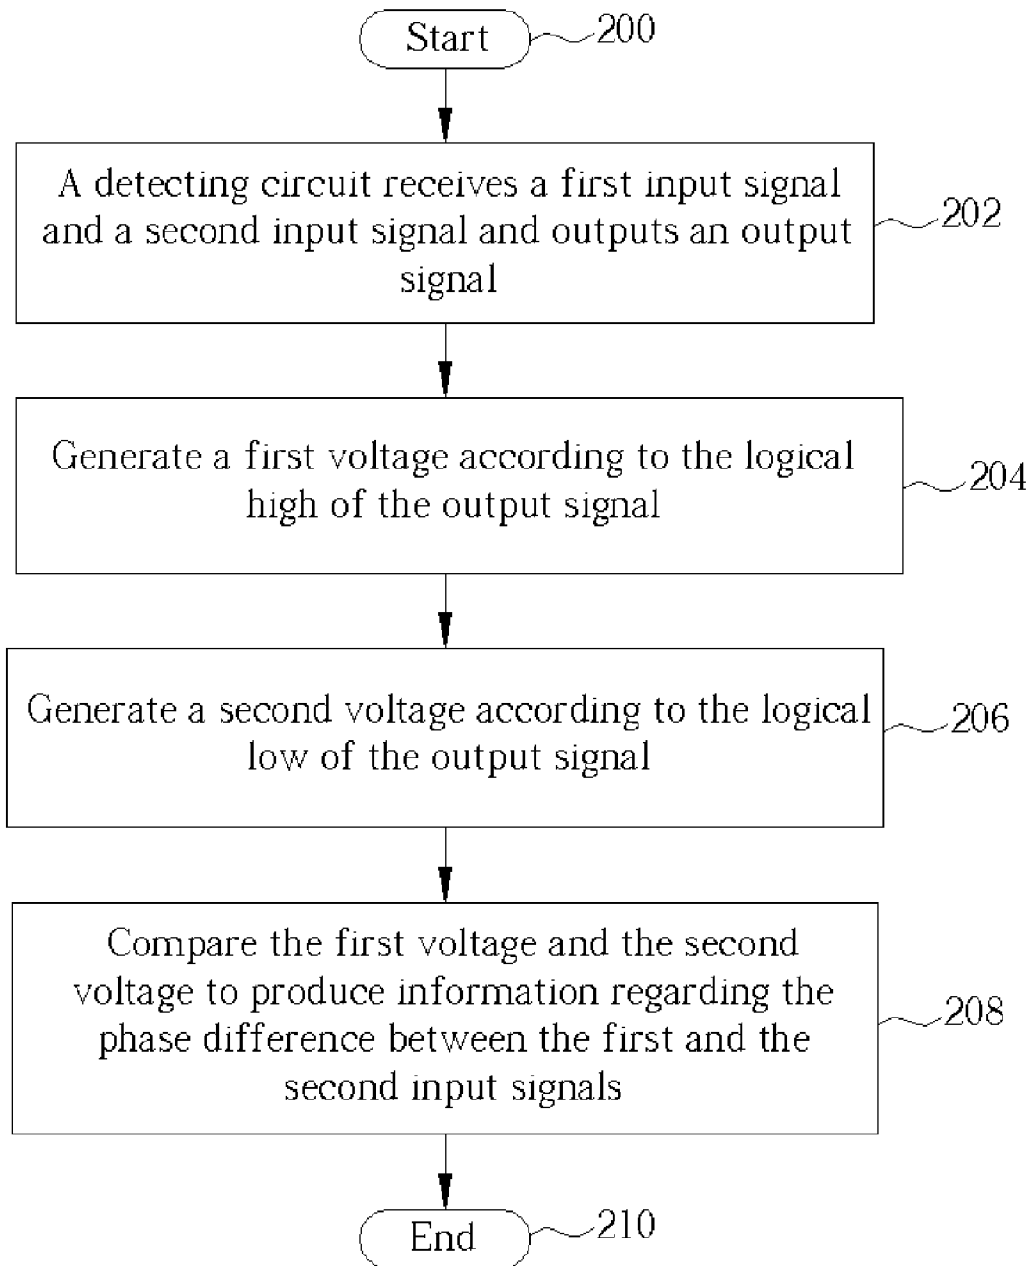 Start
200
A detecting circuit receives a first input signal
and a second input signal and outputs an output
signal
202
Generate a first voltage according to the logical
high of the output signal
204
Generate a second voltage according to the logical
low of the output signal
206
Compare the first voltage and the second
voltage to produce information regarding the
phase difference between the first and the
second input signals
208
End
210